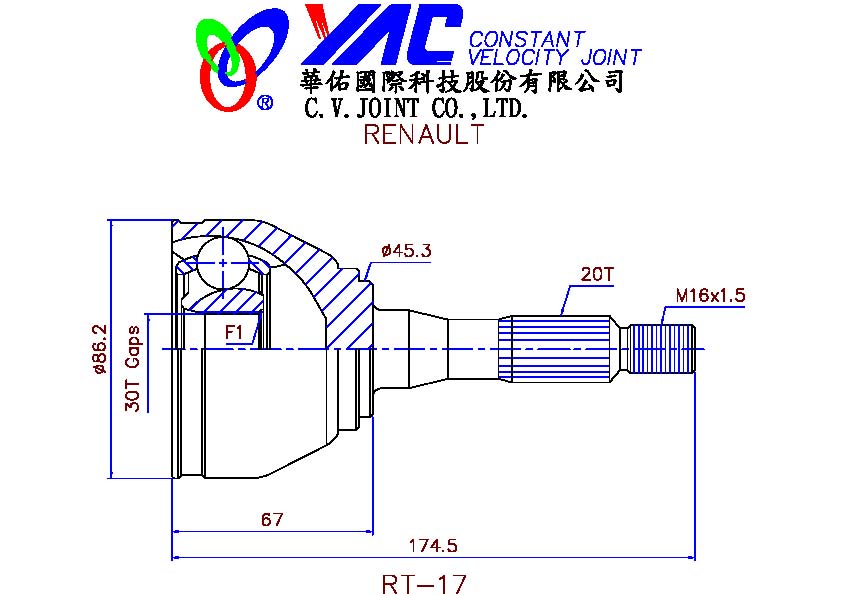 YAC CONSTANT
VELOCITY JOINT
®
華佑國際科技股份有限公司
C.V.JOINT CO.,LTD.
RENAULT
ø45.3
20T
M16x1.5
F1
ø86.2
30T Gaps
67
174.5
RT-17